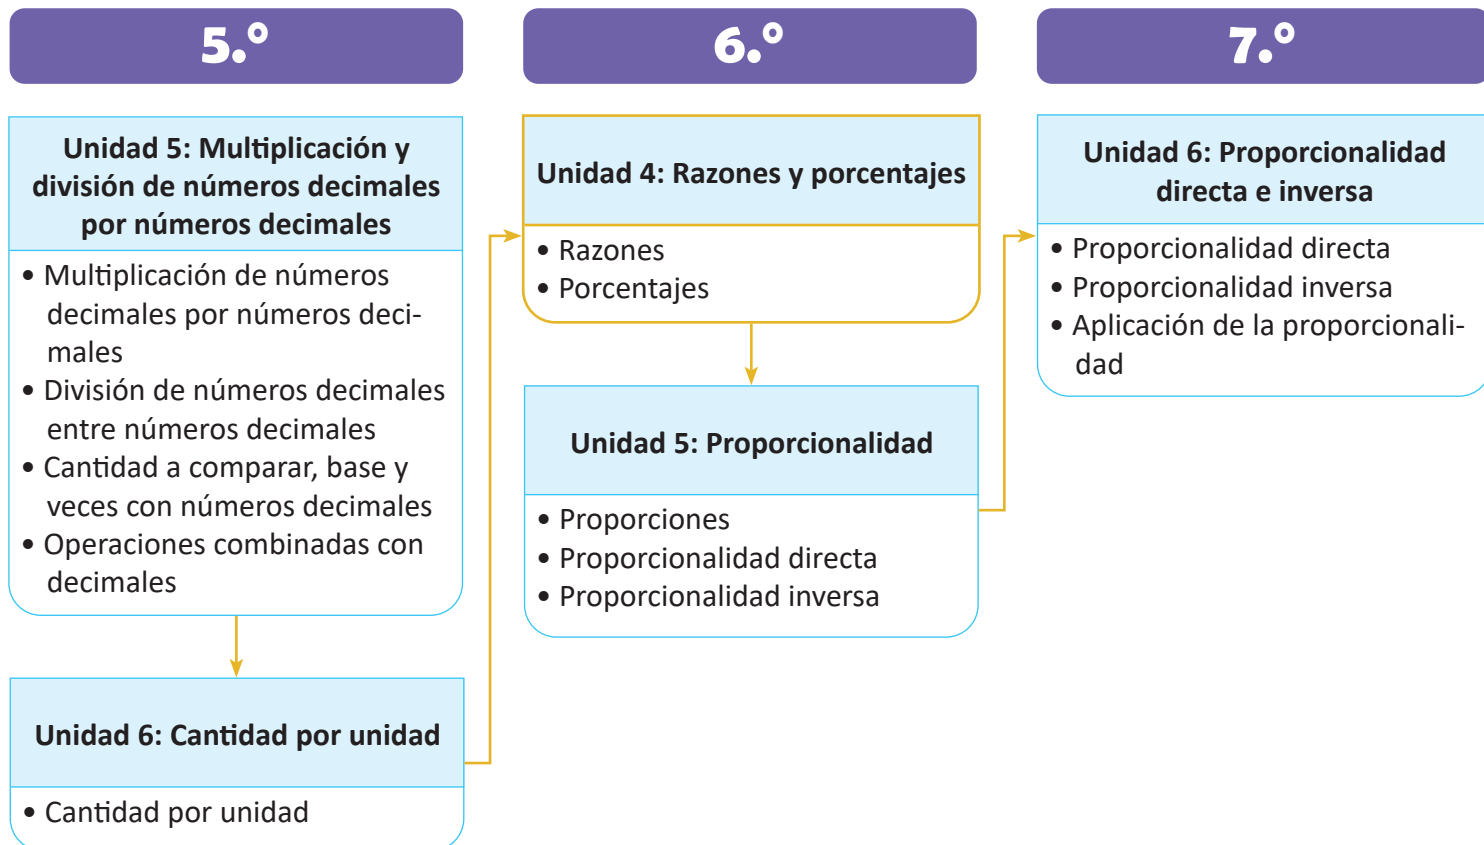 5.º
Unidad 5: Multiplicación y
división de números decimales
por números decimales
• Multiplicación de números
decimales por números deci-
males
• División de números decimales
entre números decimales
• Cantidad a comparar, base y
veces con números decimales
• Operaciones combinadas con
decimales
Unidad 6: Cantidad por unidad
• Cantidad por unidad
6.º
Unidad 4: Razones y porcentajes
• Razones
• Porcentajes
Unidad 5: Proporcionalidad
• Proporciones
• Proporcionalidad directa
• Proporcionalidad inversa
7.º
Unidad 6: Proporcionalidad
directa e inversa
• Proporcionalidad directa
• Proporcionalidad inversa
• Aplicación de la proporcionali-
dad